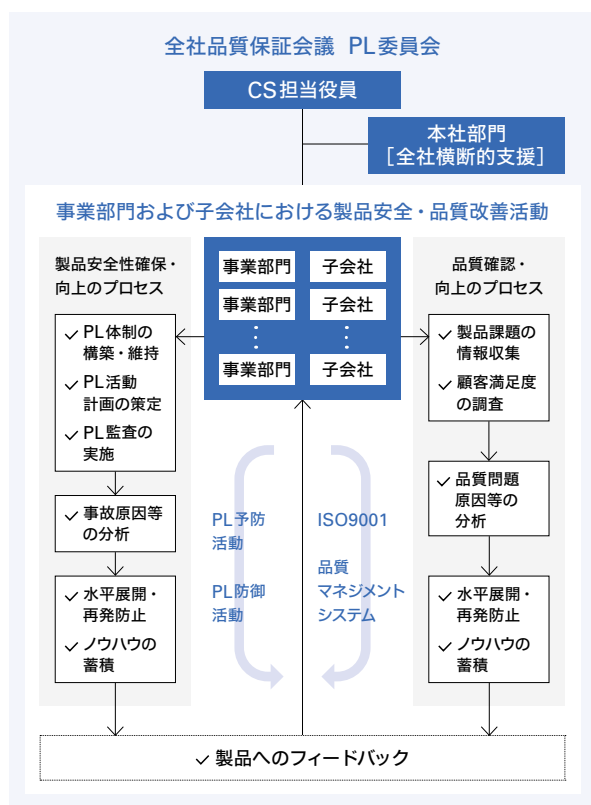 全社品質保証会議 PL委員会
CS担当役員
本社部門
［全社横断的支援］
事業部門および子会社における製品安全・品質改善活動
製品安全性確保・
向上のプロセス
PL体制の
構築・維持
PL活動
計画の策定
PL監査の
実施
事故原因等
の分析
水平展開・
再発防止
ノウハウの
蓄積
事業部門 子会社
事業部門 子会社
事業部門 子会社
PL予防
活動
PL防御
活動
ISO9001
品質
マネジメント
システム
品質確認・
向上のプロセス
製品課題の
情報収集
顧客満足度
の調査
品質問題
原因等の
分析
水平展開・
再発防止
ノウハウの
蓄積
製品へのフィードバック